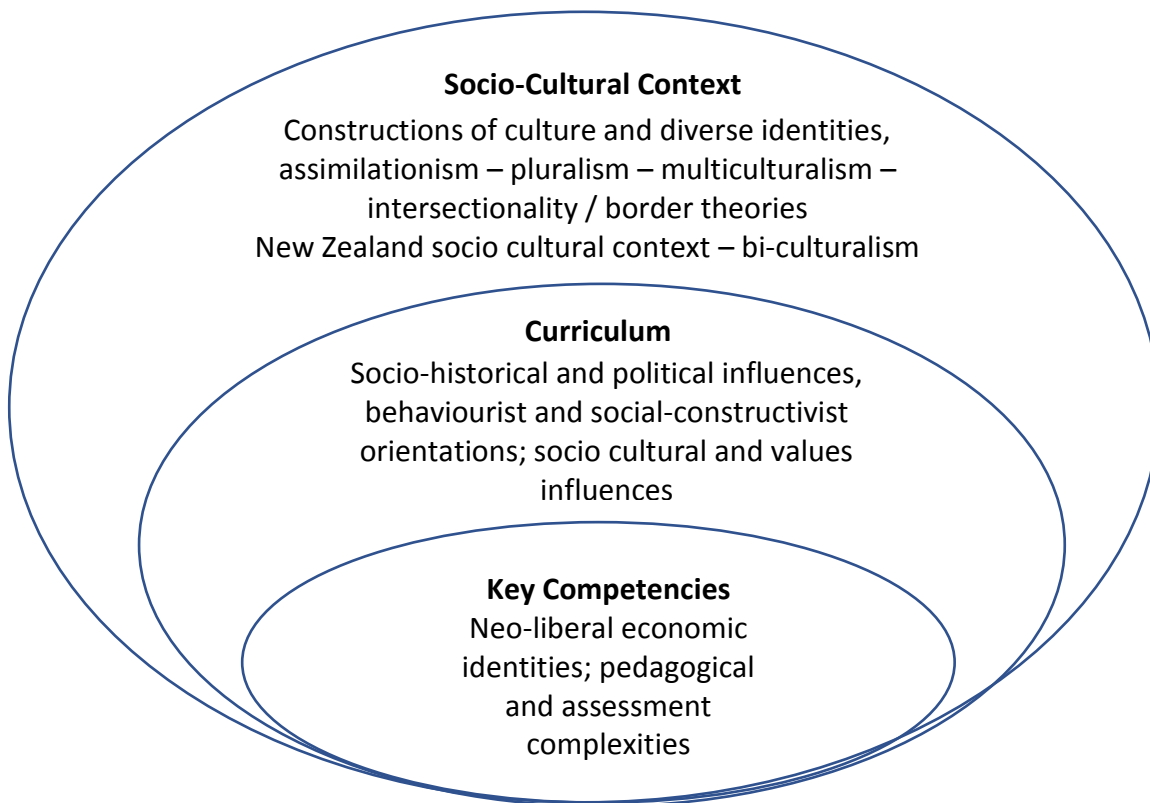 Socio-Cultural Context
Constructions of culture and diverse identities,
assimilationism – pluralism – multiculturalism –
intersectionality / border theories
New Zealand socio cultural context – bi-culturalism
Curriculum
Socio-historical and political influences,
behaviourist and social-constructivist
orientations; socio cultural and values
influences
Key Competencies
Neo-liberal economic
identities; pedagogical
and assessment
complexities